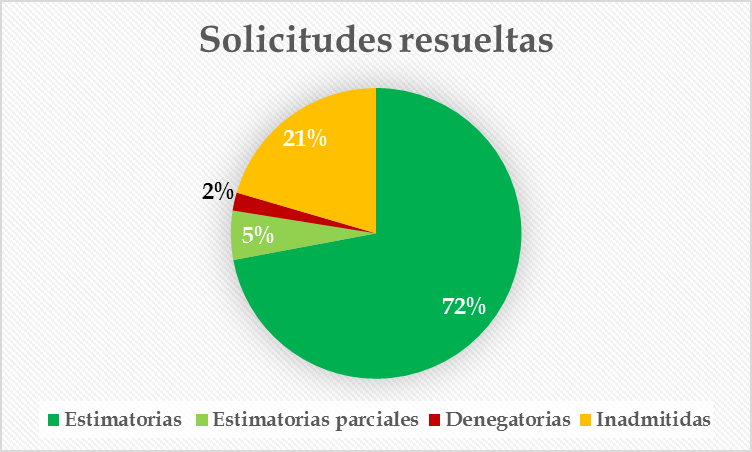 Solicitudes resueltas
21%
2%
5%
72%
Estimatorias Estimatorias parciales Denegatorias Inadmitidas